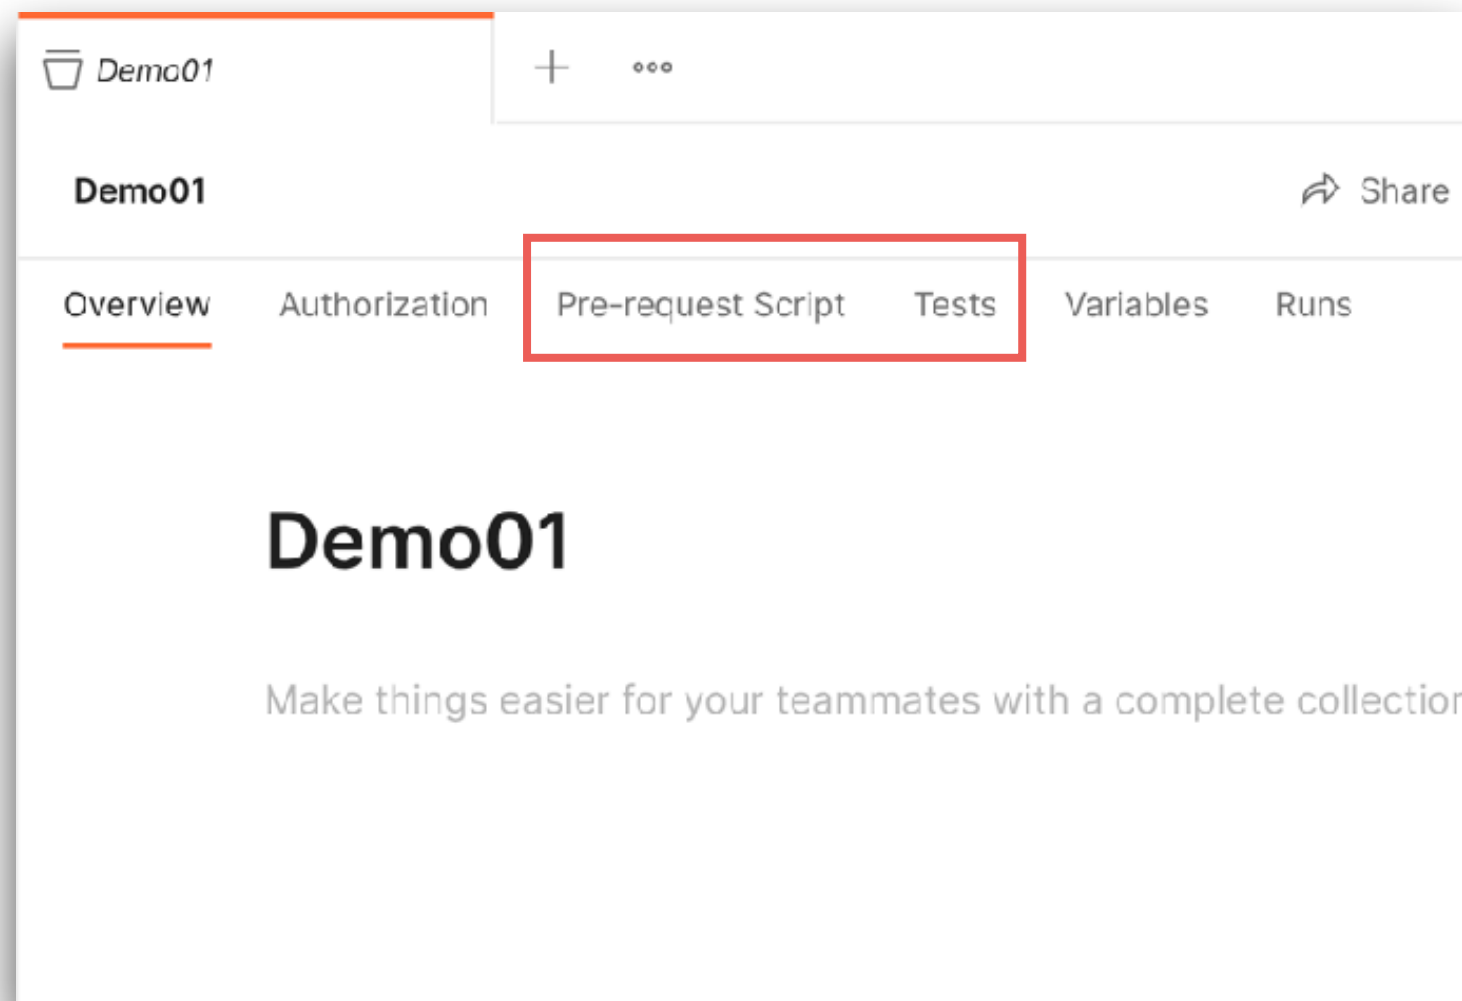 Demo01
Demo01
Share
Overview Authorization Pre-request Script Tests Variables Runs
Demo01
Make things easier for your teammates with a complete collection